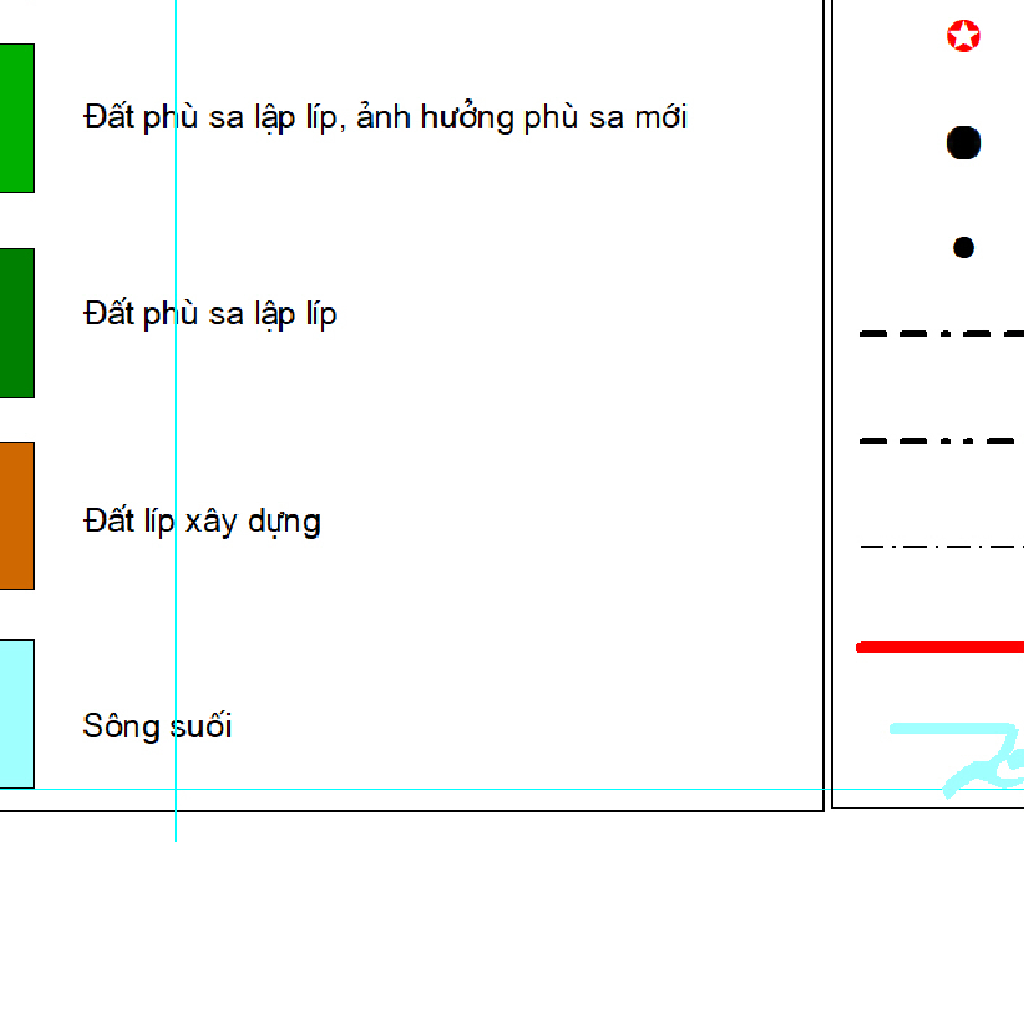 Đất phù sa lập líp, ảnh hưởng phù sa mới
Đất phù sa lập líp
Đất líp xây dựng
Sông suối